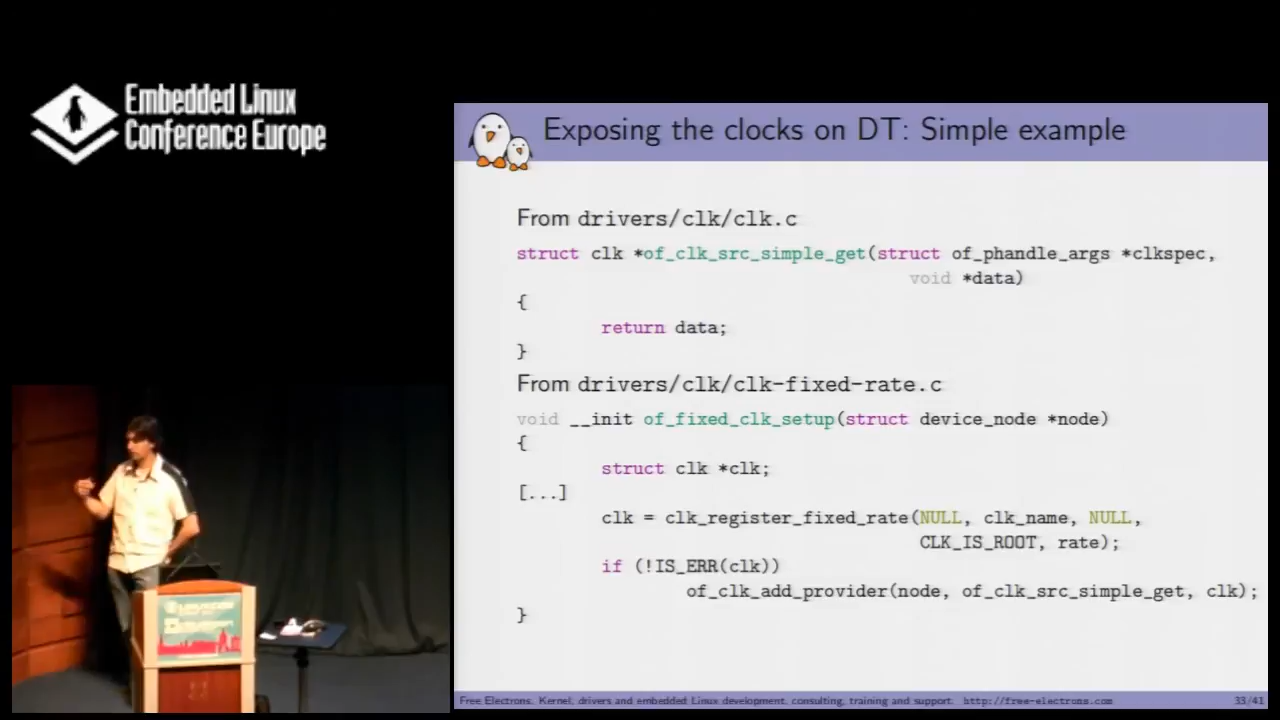 Embedded Linux
Conference Europe
Exposing the clocks on DT: Simple example
From drivers/clk/clk.c
struct clk *of_clk_src_simple_get(struct of_phandle_args *clkspec,
void *data)
{
return data;
}
From drivers/clk/clk-fixed-rate.c
void __init of_fixed_clk_setup(struct device_node *node)
{
struct clk *clk;
[...]
clk = clk_register_fixed_rate(NULL, clk_name, NULL,
CLK_IS_ROOT, rate);
if (!IS_ERR(clk))
of_clk_add_provider(node, of_clk_src_simple_get, clk);
}
Free Electrons. Kernel, drivers and embedded Linux development, consulting, training and support. http://free-electrons.com 33/41